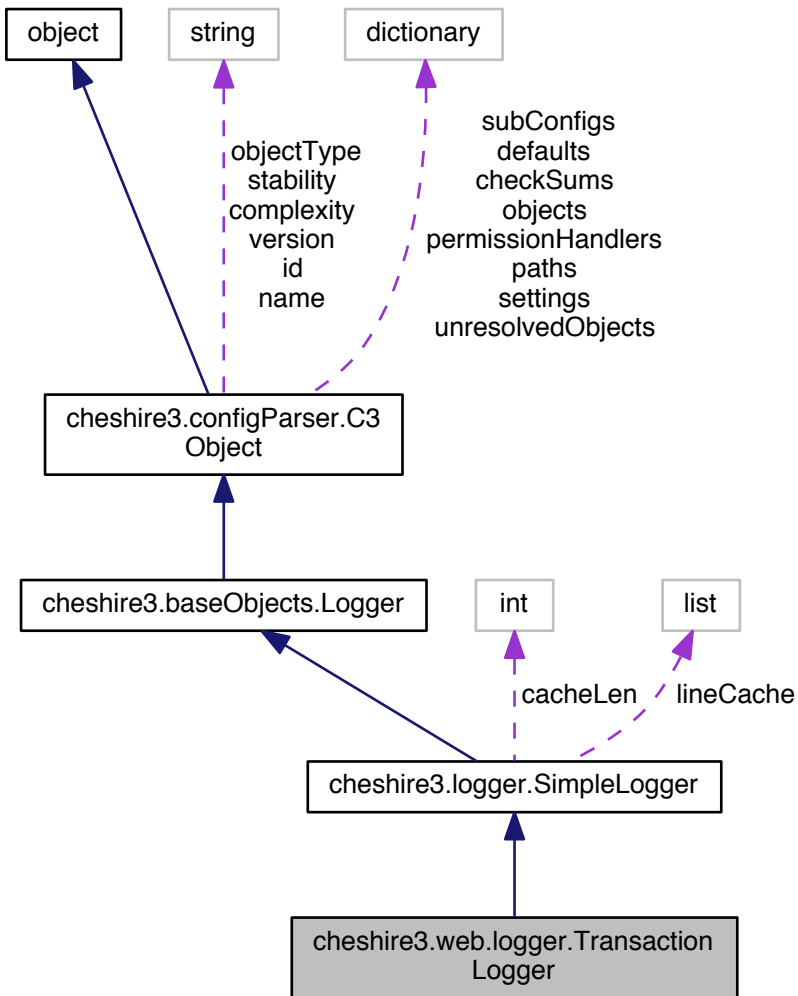 object
string
dictionary
objectType
stability
complexity
version
id
name
subConfigs
defaults
checkSums
objects
permissionHandlers
paths
settings
unresolvedObjects
cheshire3.configParser.C3
Object
cheshire3.baseObjects.Logger
int
list
cacheLen
lineCache
cheshire3.logger.SimpleLogger
cheshire3.web.logger.Transaction
Logger